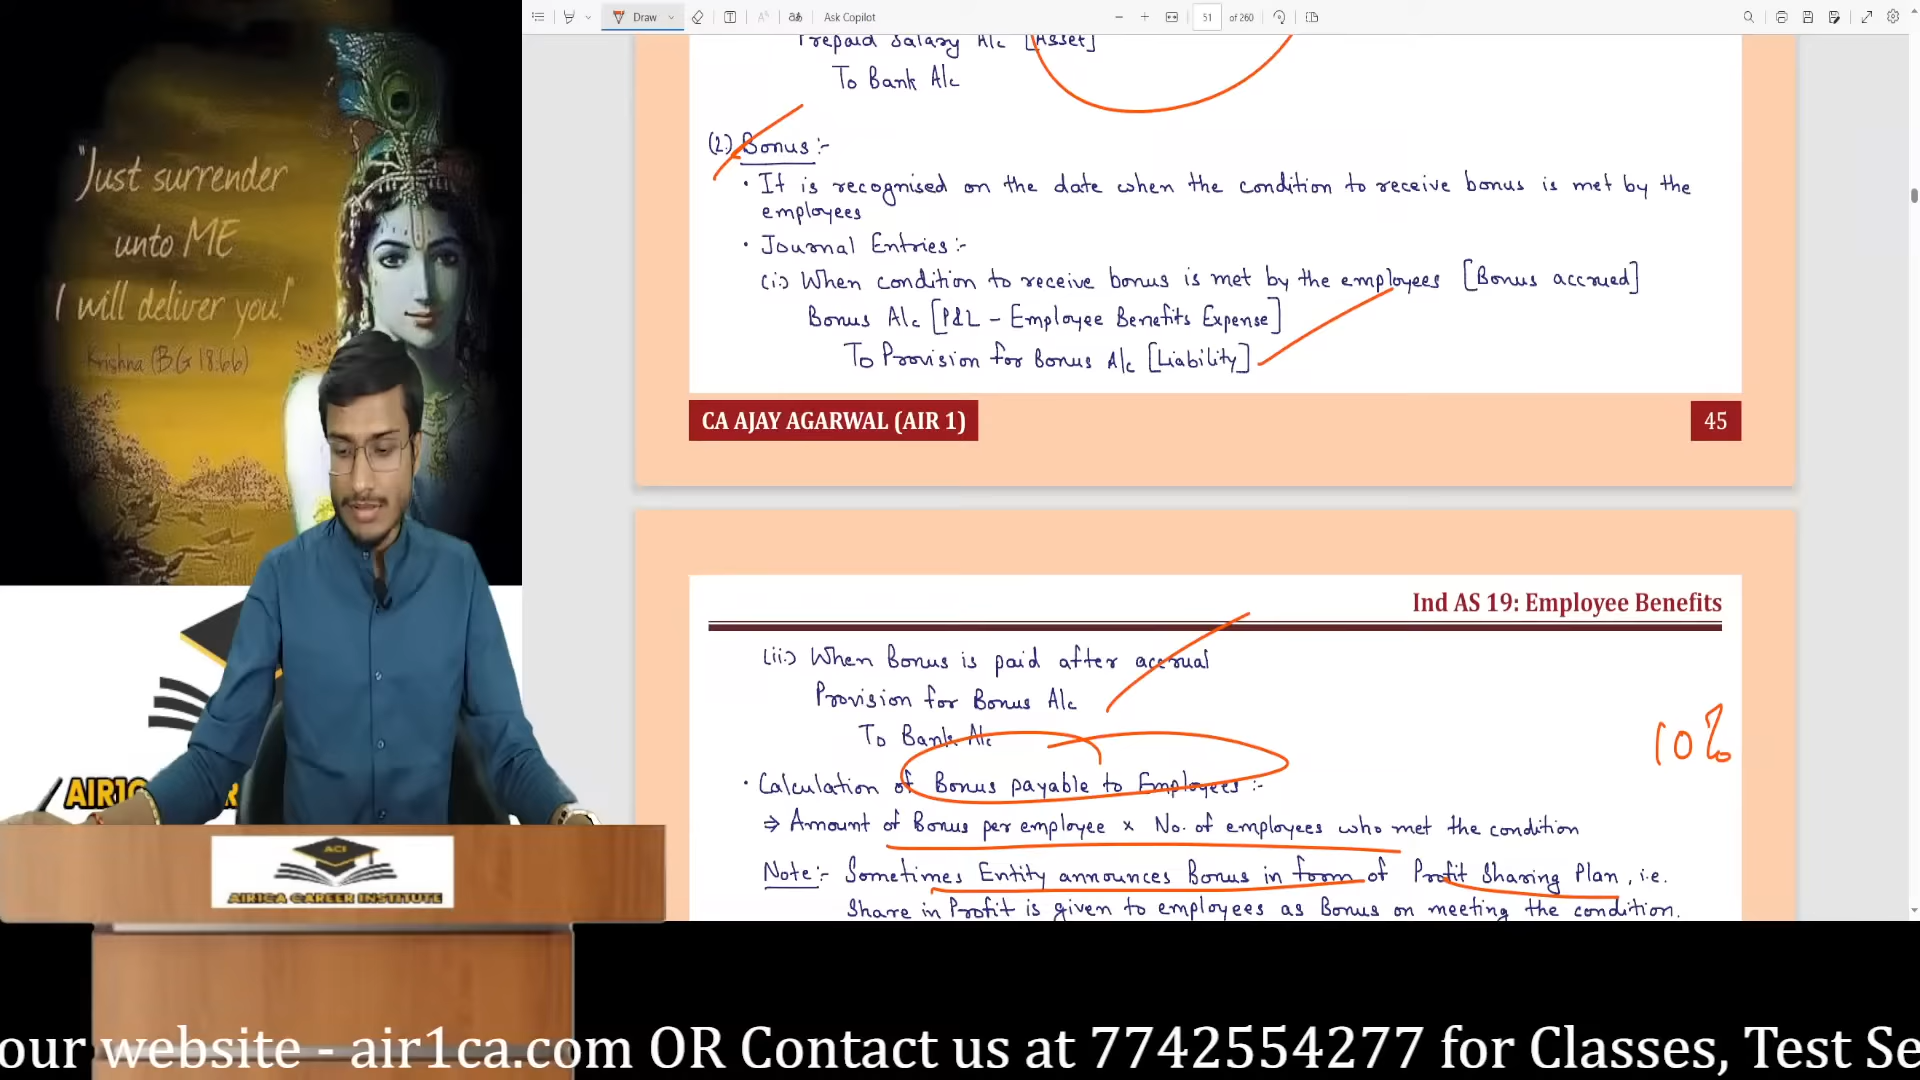 Draw
Ask Copilot
51
of 260
Prepaid Salary A/c [Asset]
To Bank A/c
(2.) Bonus :-
• It is recognised on the date when the condition to receive bonus is met by the
employees
• Journal Entries :-
(i) When condition to receive bonus is met by the employees [Bonus accrued]
Bonus A/c [P&L - Employee Benefits Expense]
To Provision for Bonus A/c [Liability]
CA AJAY AGARWAL (AIR 1)
45
Ind AS 19: Employee Benefits
(ii) When Bonus is paid after accrual
Provision for Bonus A/c
To Bank A/c
10%
• Calculation of Bonus payable to Employees :-
⇒ Amount of Bonus per employee × No. of employees who met the condition
Note :- Sometimes Entity announces Bonus in form of Profit Sharing Plan, i.e.
Share in Profit is given to employees as Bonus on meeting the condition.
"Just surrender
unto ME
I will deliver you!"
Krishna (B.G 18.66)
ACI
AIR1CA CAREER INSTITUTE
our website - air1ca.com OR Contact us at 7742554277 for Classes, Test Se